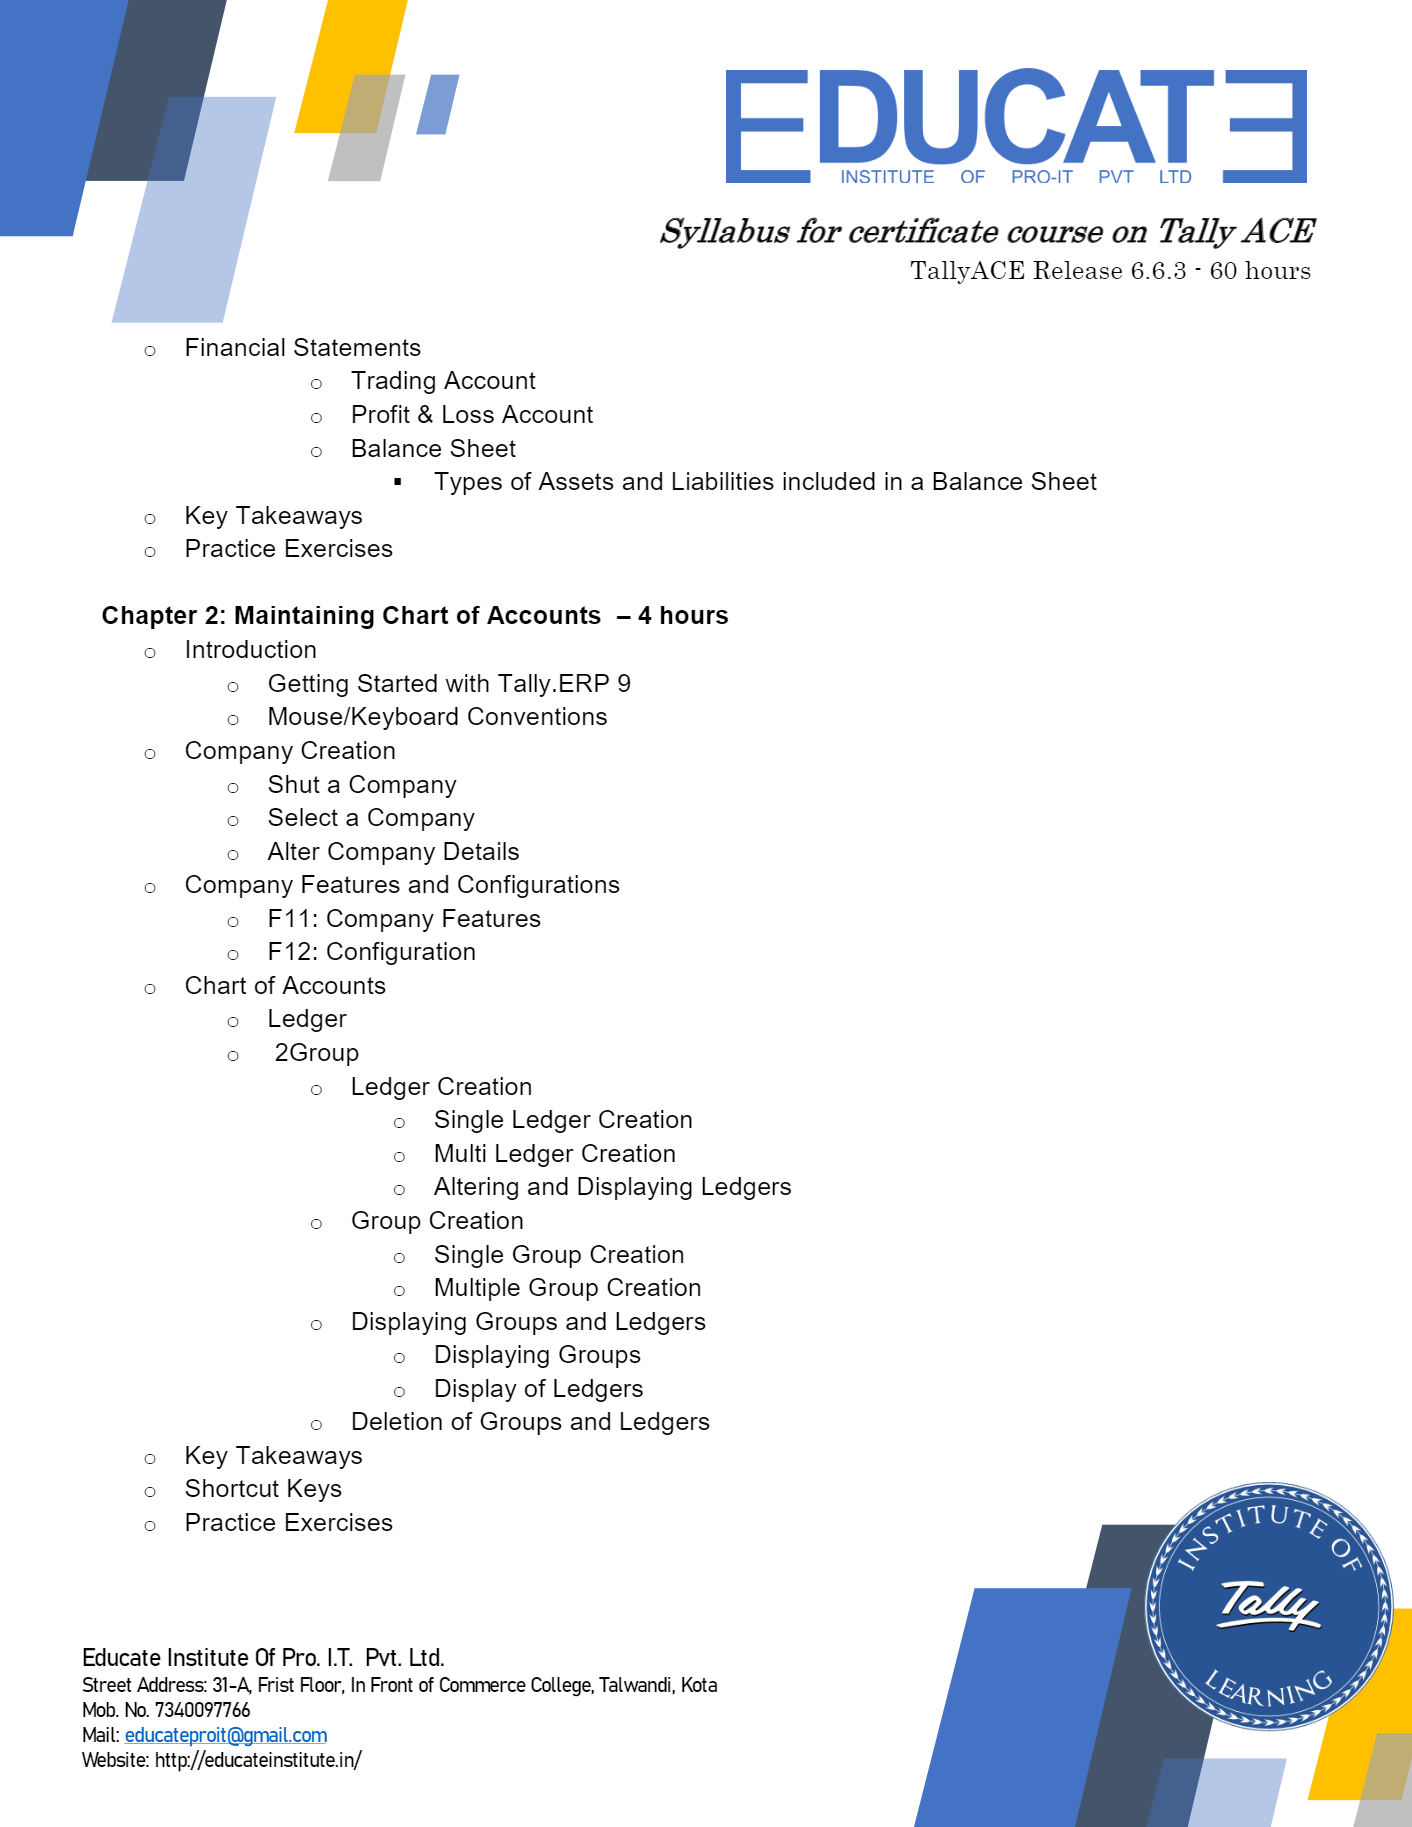 EDUCATE
INSTITUTE OF PRO-IT PVT LTD
Syllabus for certificate course on Tally ACE
TallyACE Release 6.6.3 - 60 hours
o Financial Statements
o Trading Account
o Profit & Loss Account
o Balance Sheet
▪ Types of Assets and Liabilities included in a Balance Sheet
o Key Takeaways
o Practice Exercises
Chapter 2: Maintaining Chart of Accounts – 4 hours
o Introduction
o Getting Started with Tally.ERP 9
o Mouse/Keyboard Conventions
o Company Creation
o Shut a Company
o Select a Company
o Alter Company Details
o Company Features and Configurations
o F11: Company Features
o F12: Configuration
o Chart of Accounts
o Ledger
o 2Group
o Ledger Creation
o Single Ledger Creation
o Multi Ledger Creation
o Altering and Displaying Ledgers
o Group Creation
o Single Group Creation
o Multiple Group Creation
o Displaying Groups and Ledgers
o Displaying Groups
o Display of Ledgers
o Deletion of Groups and Ledgers
o Key Takeaways
o Shortcut Keys
o Practice Exercises
INSTITUTE OF
Tally
LEARNING
Educate Institute Of Pro. I.T. Pvt. Ltd.
Street Address: 31-A, Frist Floor, In Front of Commerce College, Talwandi, Kota
Mob. No. 7340097766
Mail: educateproit@gmail.com
Website: http://educateinstitute.in/